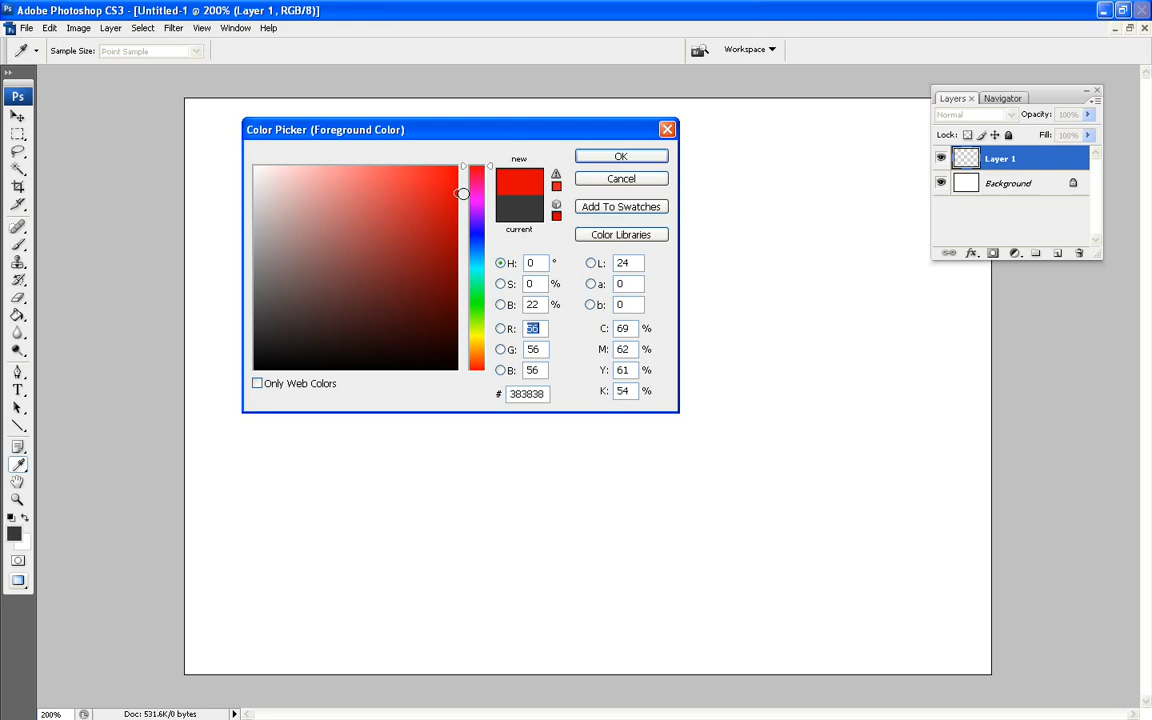 Adobe Photoshop CS3 - [Untitled-1 @ 200% (Layer 1, RGB/8)]
File Edit Image Layer Select Filter View Window Help
Sample Size: Point Sample Workspace
Ps
Layers Navigator
Normal Opacity: 100%
Lock: Fill: 100%
Layer 1
Background
Color Picker (Foreground Color)
new
current
OK
Cancel
Add To Swatches
Color Libraries
H: 0 ° L: 24
S: 0 % a: 0
B: 22 % b: 0
R: 56 C: 69 %
G: 56 M: 62 %
B: 56 Y: 61 %
# 383838 K: 54 %
Only Web Colors
T
200% Doc: 531.6K/0 bytes